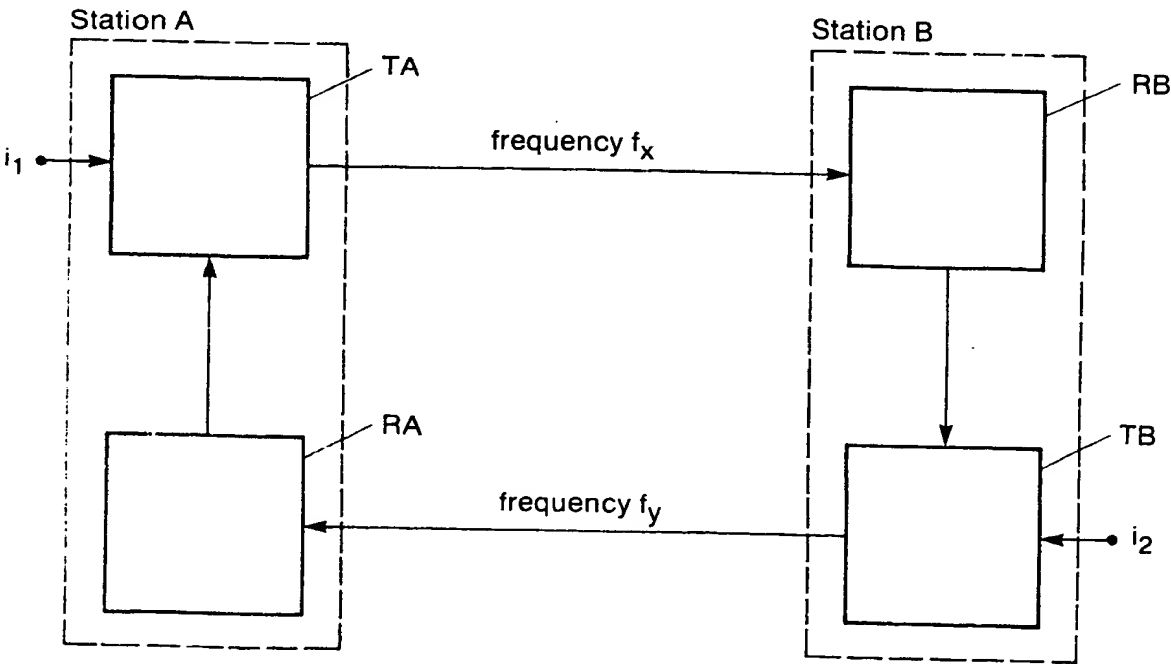 Station A
Station B
TA
RB
frequency fx
i1
RA
TB
frequency fy
i2